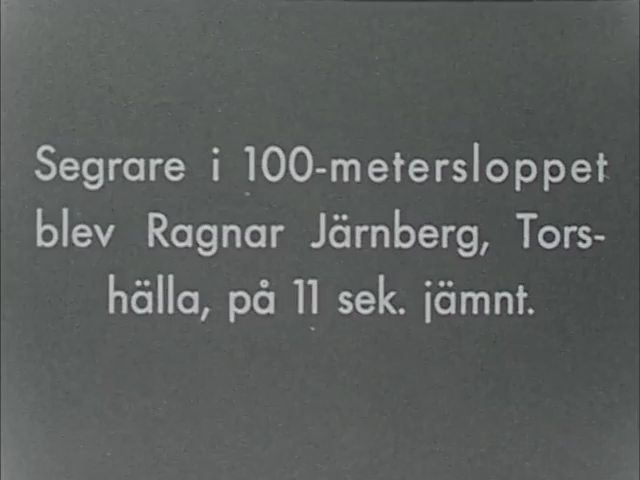 Segrare i 100-metersloppet
blev Ragnar Järnberg, Tors-
hälla, på 11 sek. jämnt.